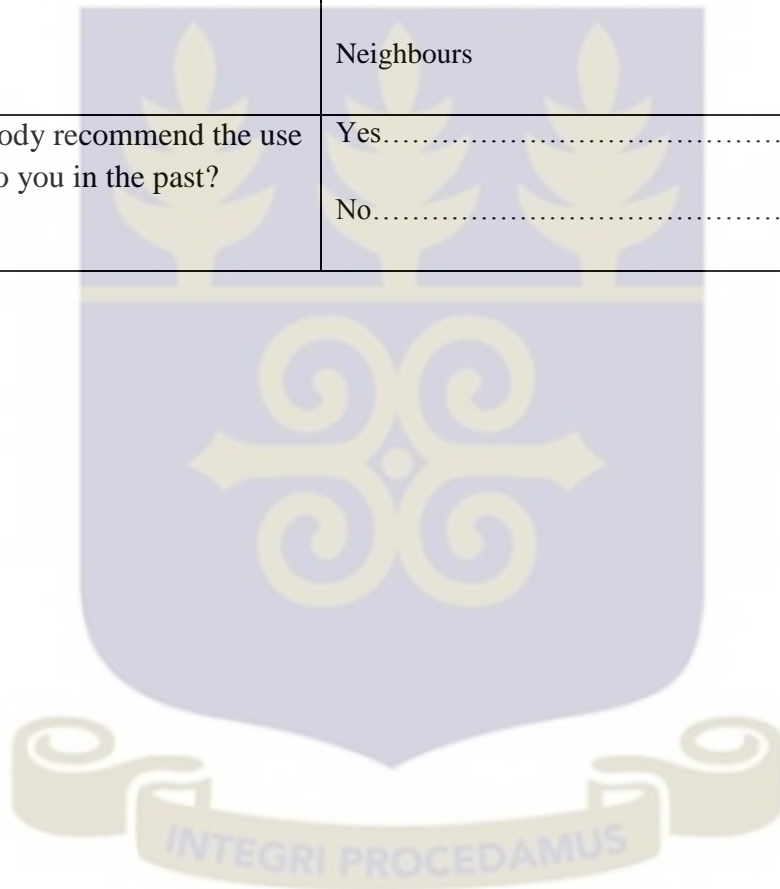 Neighbours
ody recommend the use
Yes……………………………………
o you in the past?
No……………………………………
INTEGRI PROCEDAMUS